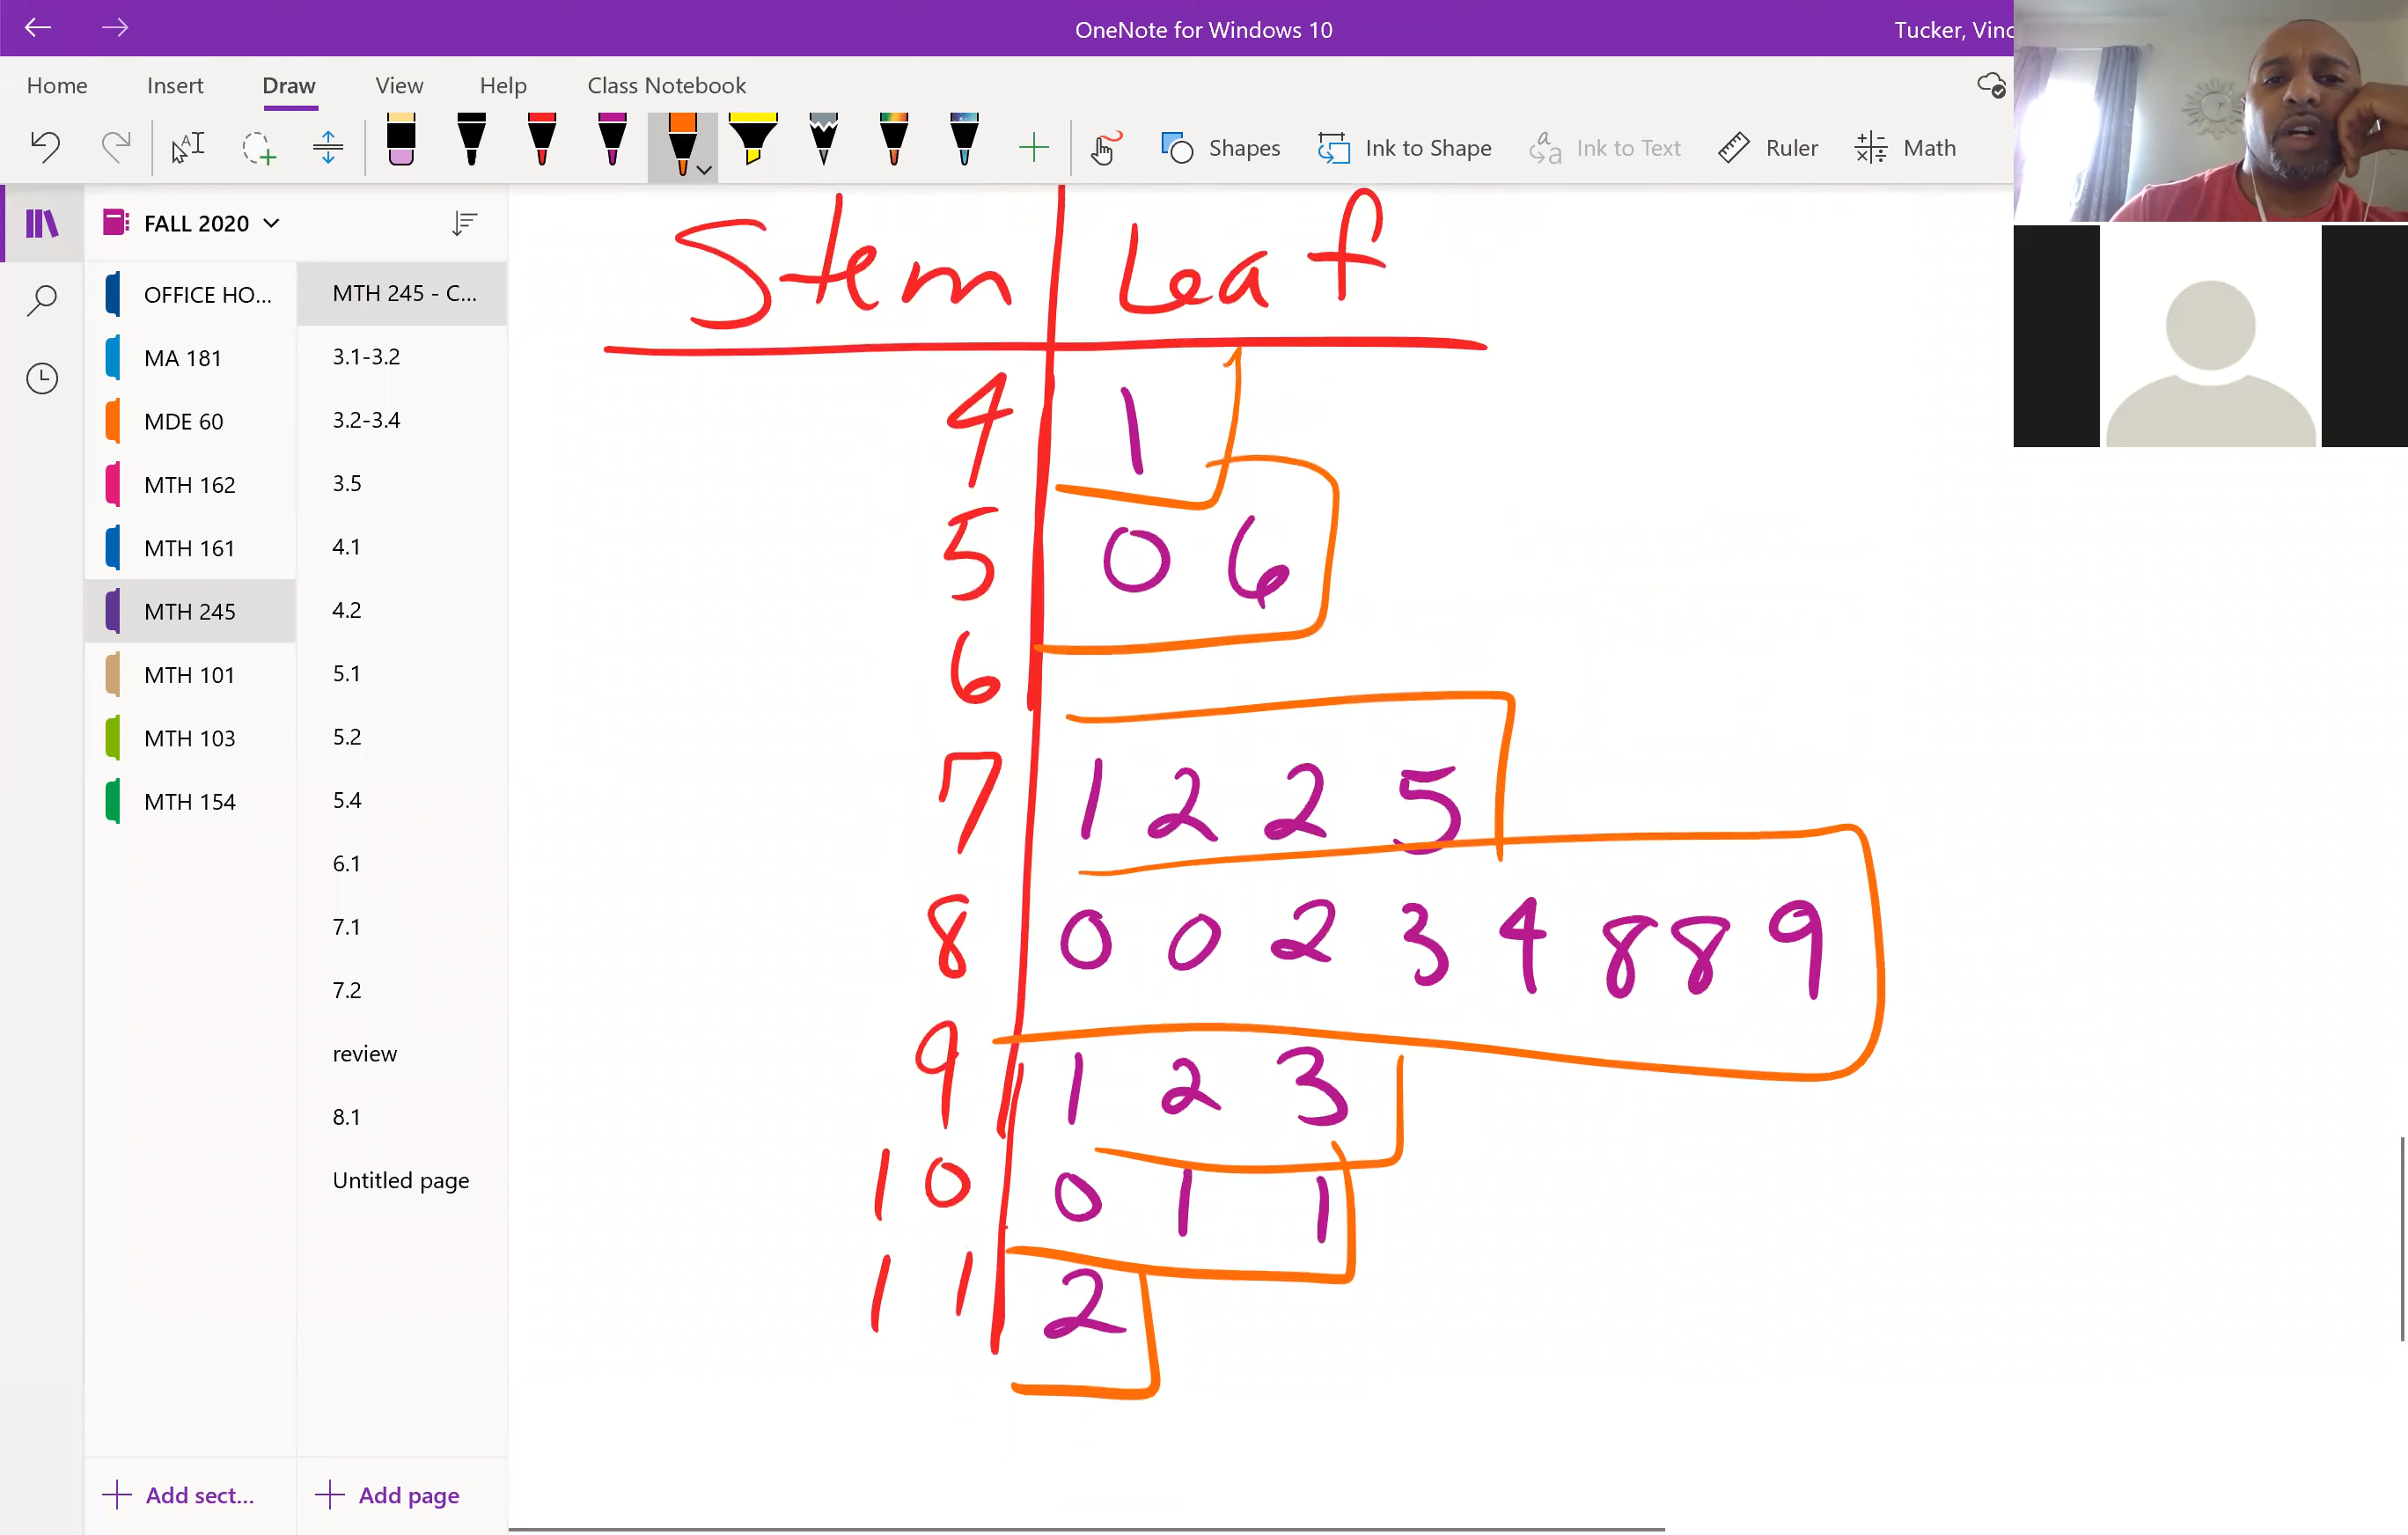 OneNote for Windows 10
Tucker, Vinc
Home Insert Draw View Help Class Notebook
Shapes Ink to Shape Ink to Text Ruler Math
FALL 2020
OFFICE HO...
MA 181
MDE 60
MTH 162
MTH 161
MTH 245
MTH 101
MTH 103
MTH 154
Add sect...
MTH 245 - C...
3.1-3.2
3.2-3.4
3.5
4.1
4.2
5.1
5.2
5.4
6.1
7.1
7.2
review
8.1
Untitled page
Add page
Stem Leaf
4 1
5 0 6
6
7 1 2 2 5
8 0 0 2 3 4 8 8 9
9 1 2 3
10 0 1 1
11 2